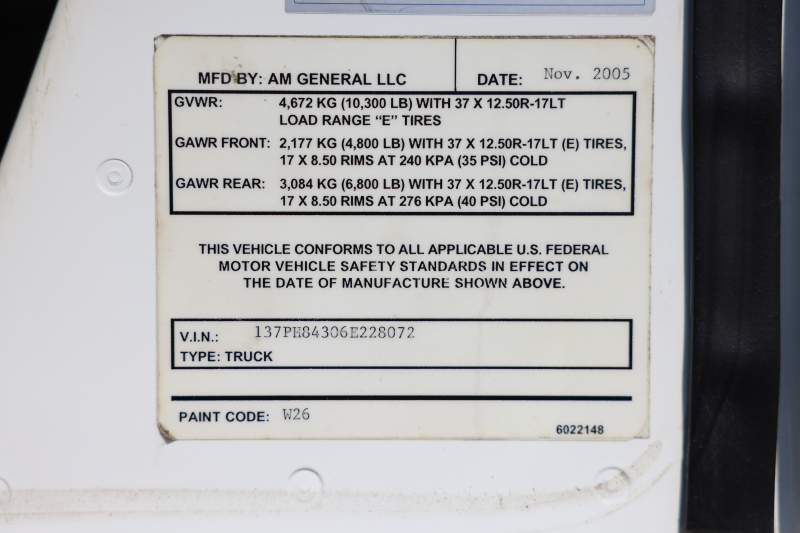 MFD BY: AM GENERAL LLC DATE: Nov. 2005
GVWR: 4,672 KG (10,300 LB) WITH 37 X 12.50R-17LT
LOAD RANGE “E” TIRES
GAWR FRONT: 2,177 KG (4,800 LB) WITH 37 X 12.50R-17LT (E) TIRES,
17 X 8.50 RIMS AT 240 KPA (35 PSI) COLD
GAWR REAR: 3,084 KG (6,800 LB) WITH 37 X 12.50R-17LT (E) TIRES,
17 X 8.50 RIMS AT 276 KPA (40 PSI) COLD
THIS VEHICLE CONFORMS TO ALL APPLICABLE U.S. FEDERAL
MOTOR VEHICLE SAFETY STANDARDS IN EFFECT ON
THE DATE OF MANUFACTURE SHOWN ABOVE.
V.I.N.: 137PH84306E228072
TYPE: TRUCK
PAINT CODE: W26
6022148